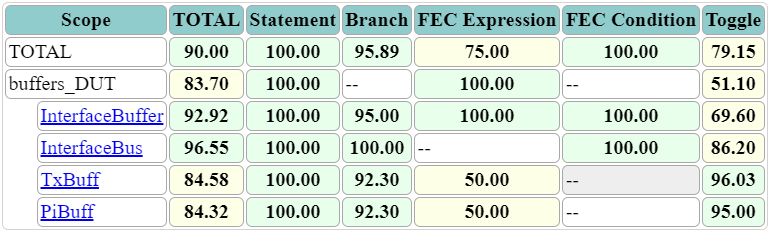 Scope TOTAL Statement Branch FEC Expression FEC Condition Toggle
TOTAL 90.00 100.00 95.89 75.00 100.00 79.15
buffers_DUT 83.70 100.00 -- 100.00 -- 51.10
InterfaceBuffer 92.92 100.00 95.00 100.00 100.00 69.60
InterfaceBus 96.55 100.00 100.00 -- 100.00 86.20
TxBuff 84.58 100.00 92.30 50.00 -- 96.03
PiBuff 84.32 100.00 92.30 50.00 -- 95.00